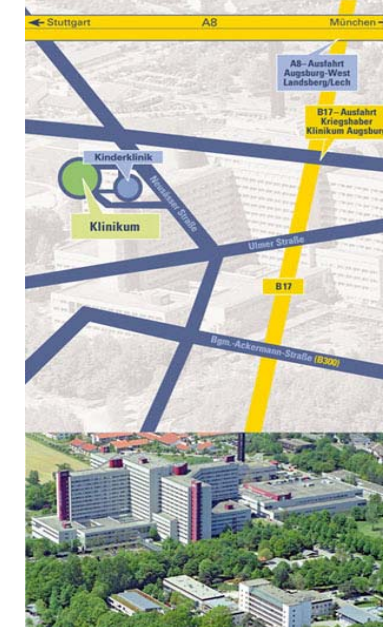 Stuttgart A8 München
A8–Ausfahrt
Augsburg-West
Landsberg/Lech
B17–Ausfahrt
Kriegshaber
Klinikum Augsburg
Kinderklinik
Neusässer Straße
Klinikum
Ulmer Straße
B17
Bgm.-Ackermann-Straße (B300)